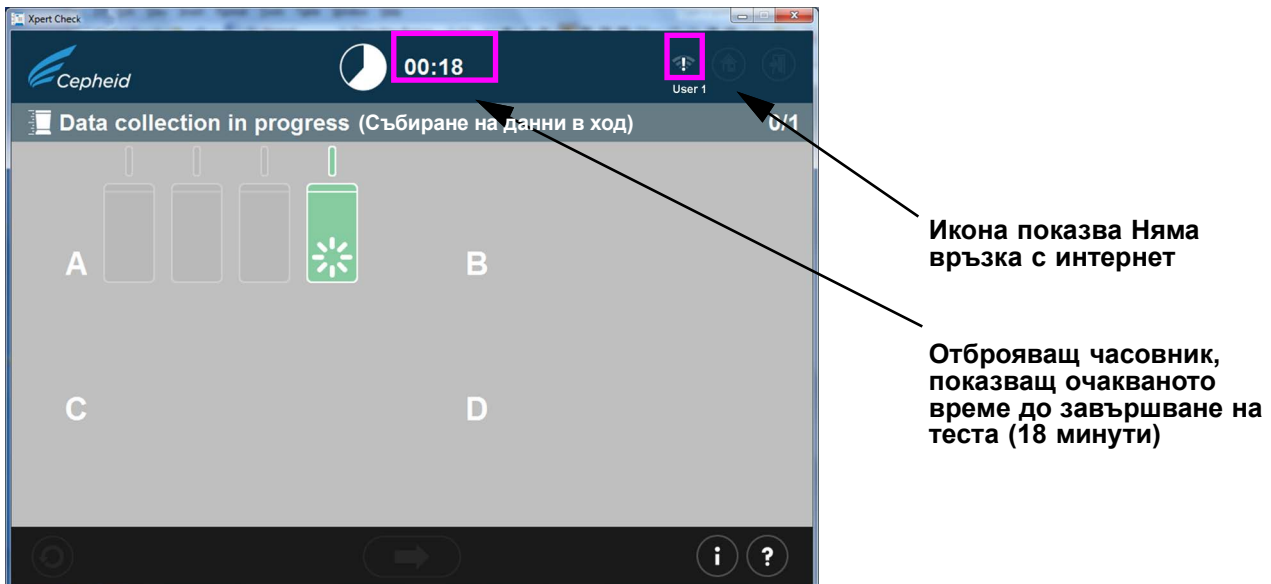 Xpert Check
Cepheid
00:18
User 1
Data collection in progress (Събиране на данни в ход)
0/1
A
B
C
D
i ?
Икона показва Няма
връзка с интернет
Отброяващ часовник,
показващ очакваното
време до завършване на
теста (18 минути)